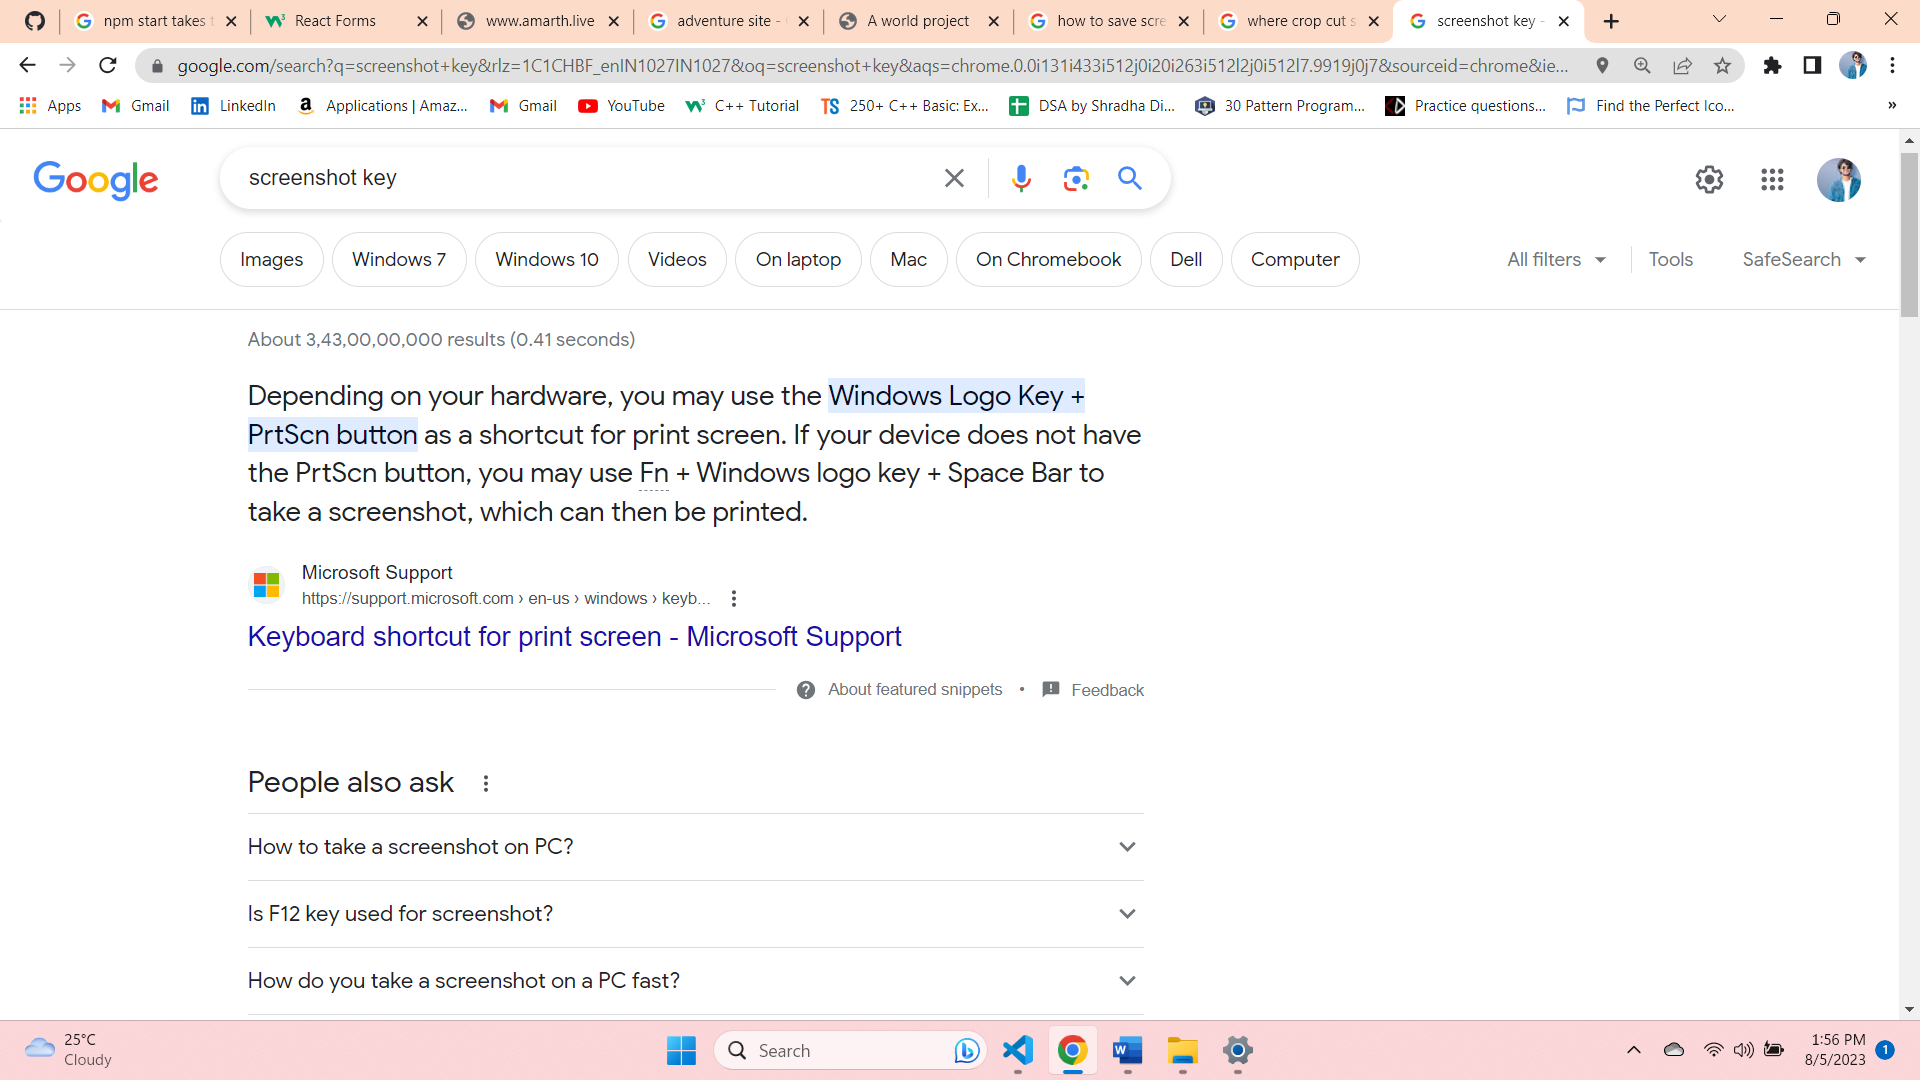 npm start takes t
React Forms
www.amarth.live
adventure site -
A world project
how to save scre
where crop cut s
screenshot key -
google.com/search?q=screenshot+key&rlz=1C1CHBF_enIN1027IN1027&oq=screenshot+key&aqs=chrome.0.0i131i433i512j0i20i263i512l2j0i512l7.9919j0j7&sourceid=chrome&ie...
Apps
Gmail
LinkedIn
Applications | Amaz...
Gmail
YouTube
C++ Tutorial
250+ C++ Basic: Ex...
DSA by Shradha Di...
30 Pattern Program...
Practice questions...
Find the Perfect Ico...
»
Google
screenshot key
Images
Windows 7
Windows 10
Videos
On laptop
Mac
On Chromebook
Dell
Computer
All filters
Tools
SafeSearch
About 3,43,00,00,000 results (0.41 seconds)
Depending on your hardware, you may use the Windows Logo Key +
PrtScn button as a shortcut for print screen. If your device does not have
the PrtScn button, you may use Fn + Windows logo key + Space Bar to
take a screenshot, which can then be printed.
Microsoft Support
https://support.microsoft.com › en-us › windows › keyb...
Keyboard shortcut for print screen - Microsoft Support
About featured snippets • Feedback
People also ask
How to take a screenshot on PC?
Is F12 key used for screenshot?
How do you take a screenshot on a PC fast?
25°C
Cloudy
Search
1:56 PM
8/5/2023
1